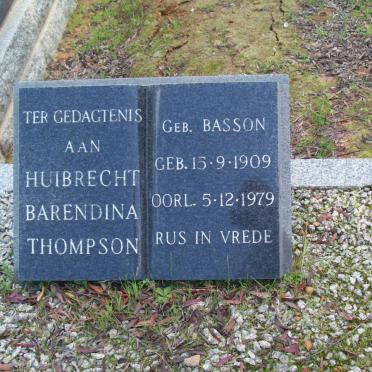 TER GEDAGTENIS
AAN
HUIBRECHT
BARENDINA
THOMPSON
GEB. BASSON
GEB. 15-9-1909
OORL. 5-12-1979
RUS IN VREDE